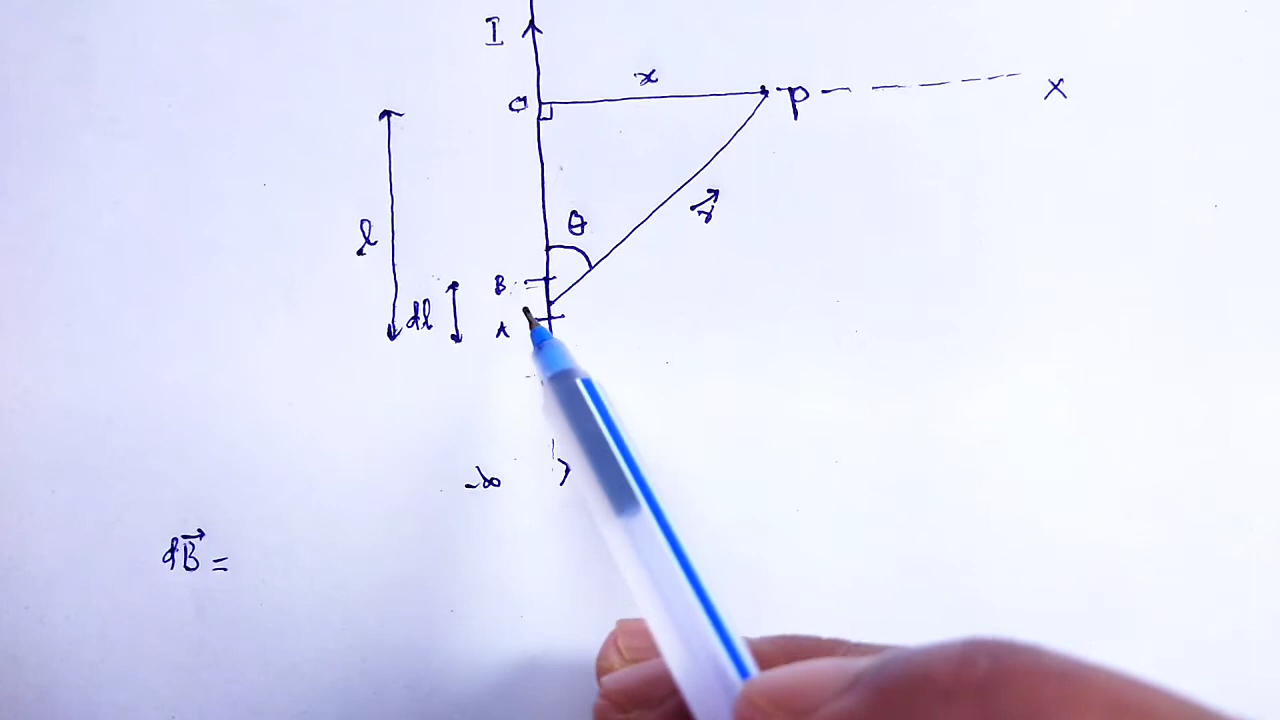 I
O x P X
r⃗
θ
l
B
dl
A
-∞
dB⃗ =